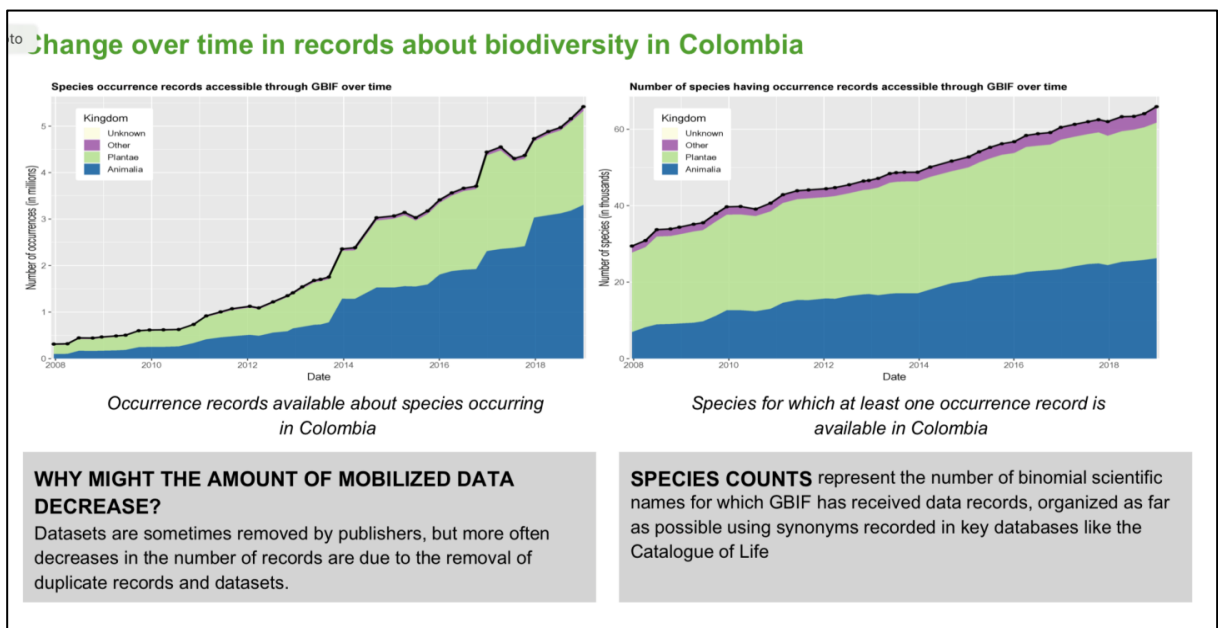 to
Change over time in records about biodiversity in Colombia
Species occurrence records accessible through GBIF over time
Kingdom
Unknown
Other
Plantae
Animalia
Number of occurrences (in millions)
5
4
3
2
1
0
2008 2010 2012 2014 2016 2018
Date
Occurrence records available about species occurring
in Colombia
Number of species having occurrence records accessible through GBIF over time
Kingdom
Unknown
Other
Plantae
Animalia
Number of species (in thousands)
60
40
20
0
2008 2010 2012 2014 2016 2018
Date
Species for which at least one occurrence record is
available in Colombia
WHY MIGHT THE AMOUNT OF MOBILIZED DATA
DECREASE?
Datasets are sometimes removed by publishers, but more often
decreases in the number of records are due to the removal of
duplicate records and datasets.
SPECIES COUNTS represent the number of binomial scientific
names for which GBIF has received data records, organized as far
as possible using synonyms recorded in key databases like the
Catalogue of Life